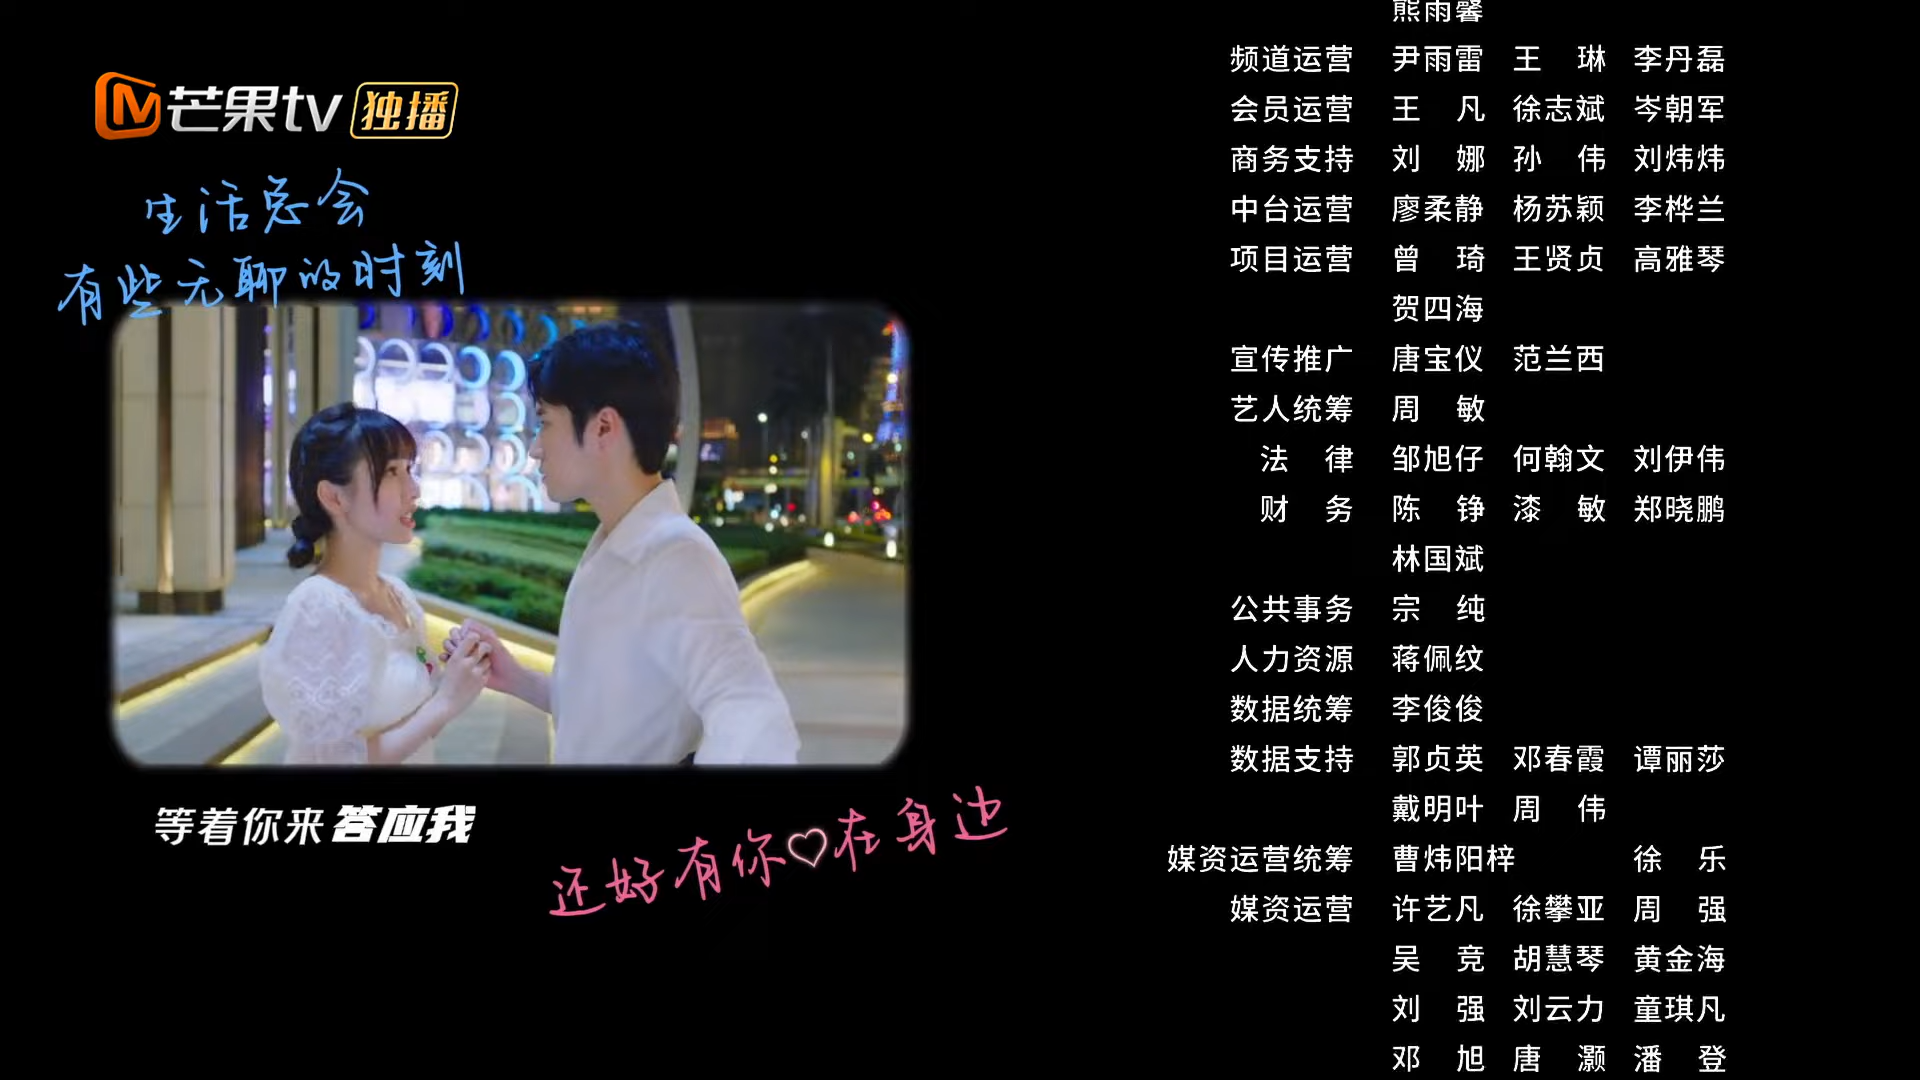 芒果tv 独播
生活总会
有些无聊的时刻
等着你来 答应我
还好有你♡在身边
熊雨馨
频道运营 尹雨雷 王 琳 李丹磊
会员运营 王 凡 徐志斌 岑朝军
商务支持 刘 娜 孙 伟 刘炜炜
中台运营 廖柔静 杨苏颖 李桦兰
项目运营 曾 琦 王贤贞 高雅琴
贺四海
宣传推广 唐宝仪 范兰西
艺人统筹 周 敏
法 律 邹旭仔 何翰文 刘伊伟
财 务 陈 铮 漆 敏 郑晓鹏
林国斌
公共事务 宗 纯
人力资源 蒋佩纹
数据统筹 李俊俊
数据支持 郭贞英 邓春霞 谭丽莎
戴明叶 周 伟
媒资运营统筹 曹炜阳梓 徐 乐
媒资运营 许艺凡 徐攀亚 周 强
吴 竞 胡慧琴 黄金海
刘 强 刘云力 童琪凡
邓 旭 唐 灏 潘 登